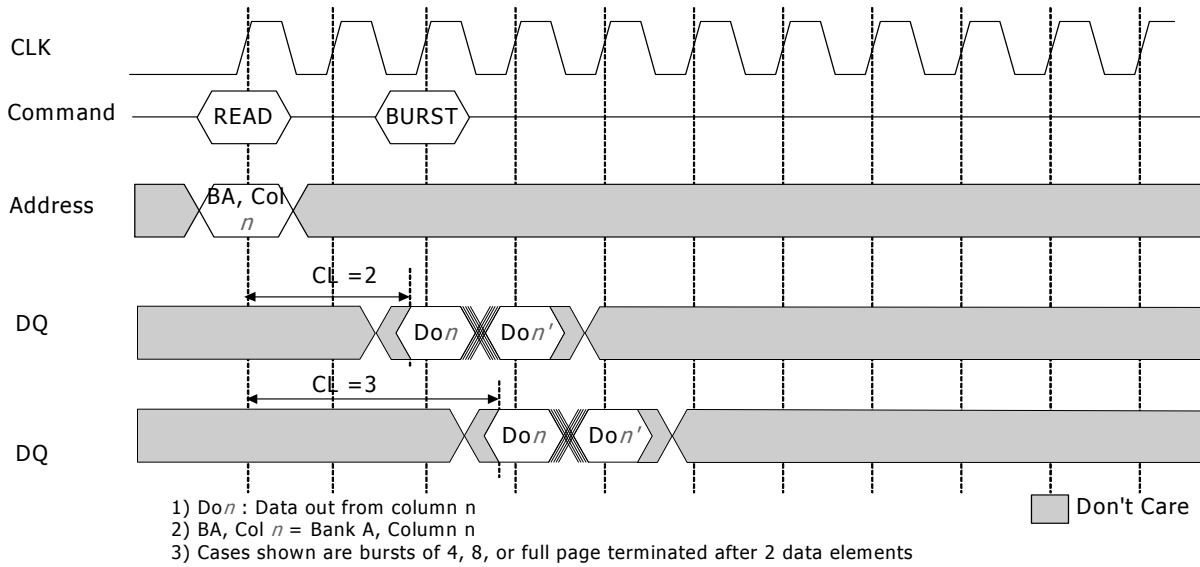 CLK
Command
READ
BURST
Address
BA, Col
n
CL =2
DQ
Don
Don'
CL =3
DQ
Don
Don'
1) Don : Data out from column n
2) BA, Col n = Bank A, Column n
3) Cases shown are bursts of 4, 8, or full page terminated after 2 data elements
Don't Care